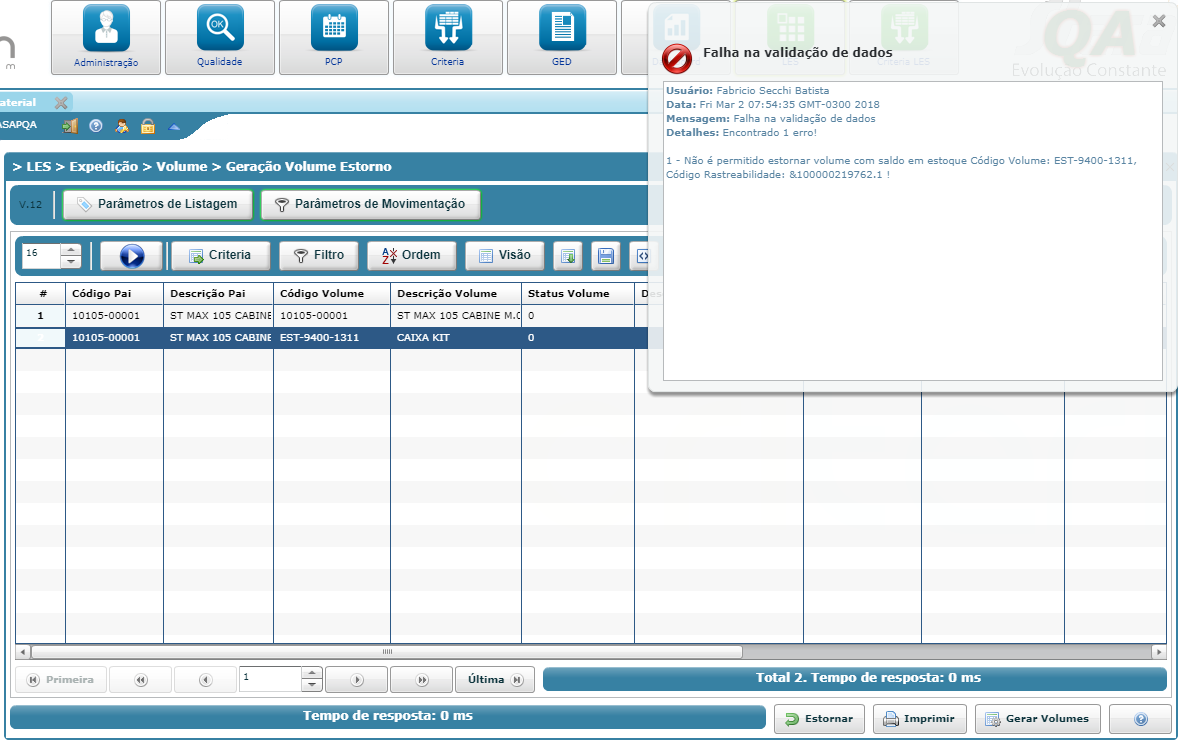 Administração
Qualidade
PCP
Criteria
GED
LES
Criteria LES
QA
Evolução Constante
Falha na validação de dados
Usuário: Fabricio Secchi Batista
Data: Fri Mar 2 07:54:35 GMT-0300 2018
Mensagem: Falha na validação de dados
Detalhes: Encontrado 1 erro!
1 - Não é permitido estornar volume com saldo em estoque Código Volume: EST-9400-1311,
Código Rastreabilidade: &100000219762.1 !
aterial
ASAPQA
> LES > Expedição > Volume > Geração Volume Estorno
V.12 Parâmetros de Listagem Parâmetros de Movimentação
16 Criteria Filtro Ordem Visão
# Código Pai Descrição Pai Código Volume Descrição Volume Status Volume
1 10105-00001 ST MAX 105 CABINE 10105-00001 ST MAX 105 CABINE M.C 0
10105-00001 ST MAX 105 CABINE EST-9400-1311 CAIXA KIT 0
Primeira 1 Última Total 2. Tempo de resposta: 0 ms
Tempo de resposta: 0 ms Estornar Imprimir Gerar Volumes